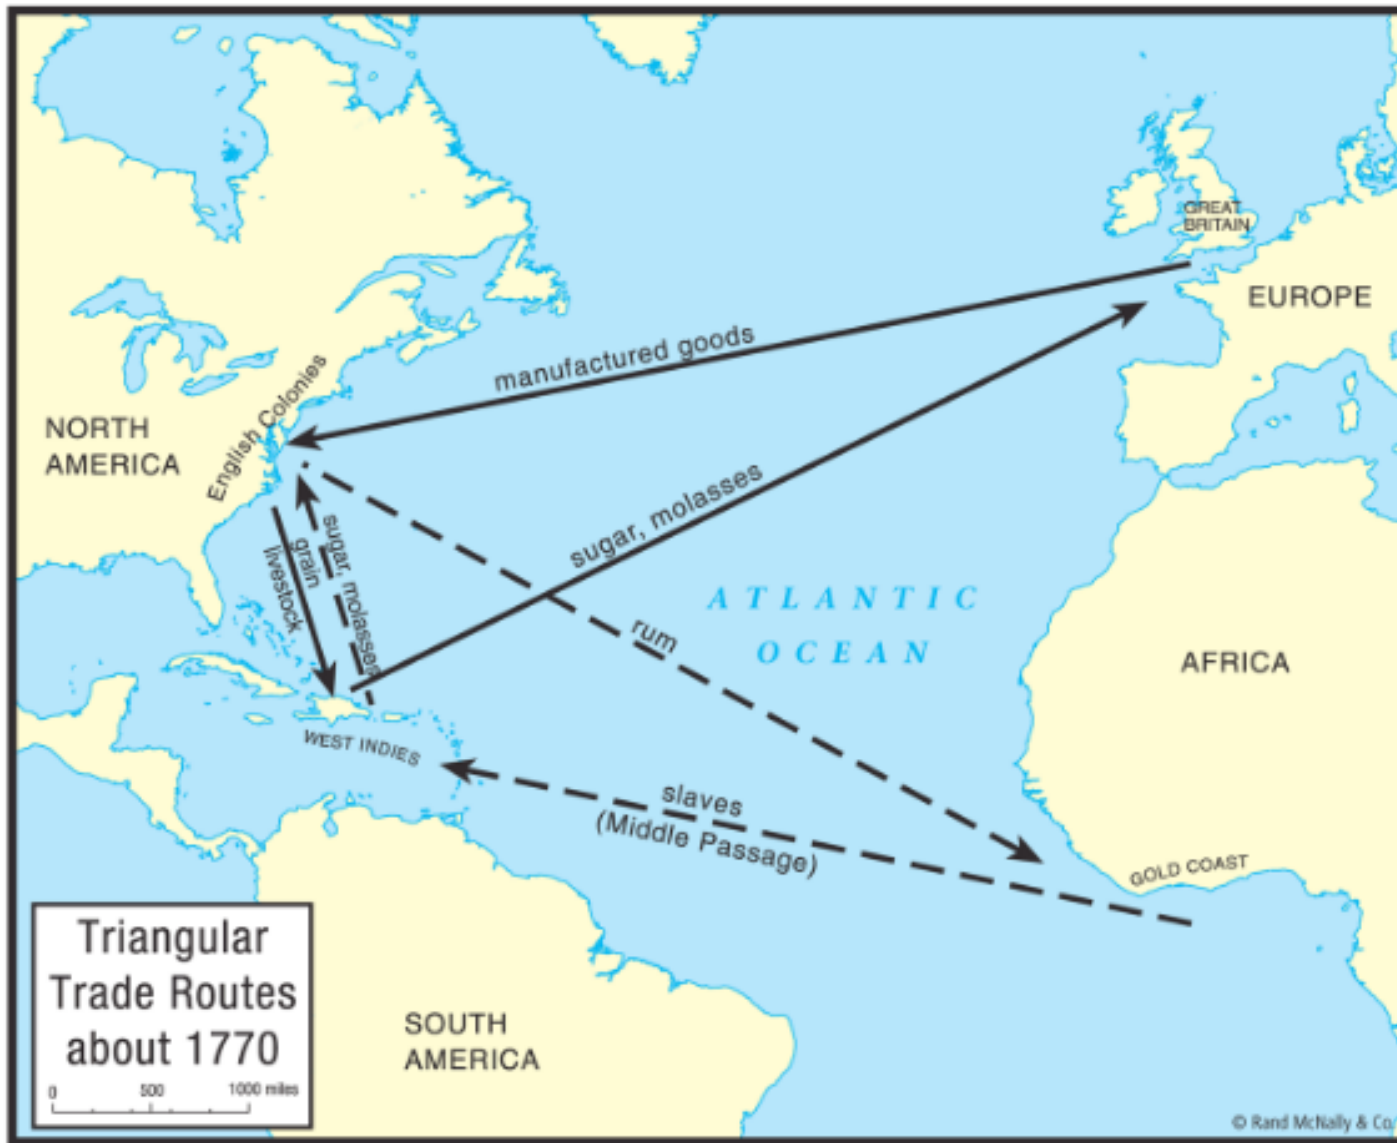 GREAT
BRITAIN
EUROPE
manufactured goods
English Colonies
NORTH
AMERICA
sugar, molasses
sugar, molasses
grain
livestock
ATLANTIC
OCEAN
rum
AFRICA
WEST INDIES
slaves
(Middle Passage)
GOLD COAST
Triangular
Trade Routes
about 1770
0 500 1000 miles
SOUTH
AMERICA
© Rand McNally & Co.